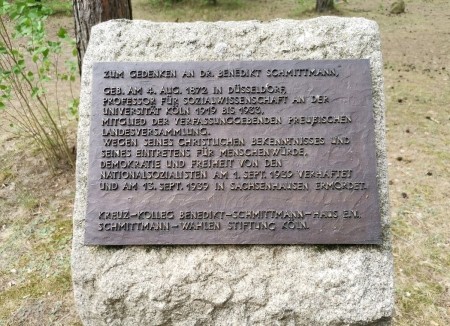 ZUM GEDENKEN AN DR. BENEDIKT SCHMITTMANN,
GEB. AM 4. AUG. 1872 IN DÜSSELDORF,
PROFESSOR FÜR SOZIALWISSENSCHAFT AN DER
UNIVERSITÄT KÖLN 1919 BIS 1933,
MITGLIED DER VERFASSUNGGEBENDEN PREUßISCHEN
LANDESVERSAMMLUNG.
WEGEN SEINES CHRISTLICHEN BEKENNTNISSES UND
SEINES EINTRETENS FÜR MENSCHENWÜRDE,
DEMOKRATIE UND FREIHEIT VON DEN
NATIONALSOZIALISTEN AM 1. SEPT. 1939 VERHAFTET
UND AM 13. SEPT. 1939 IN SACHSENHAUSEN ERMORDET.
KREUZ-KOLLEG BENEDIKT-SCHMITTMANN-HAUS E.V.
SCHMITTMANN-WAHLEN STIFTUNG KÖLN.